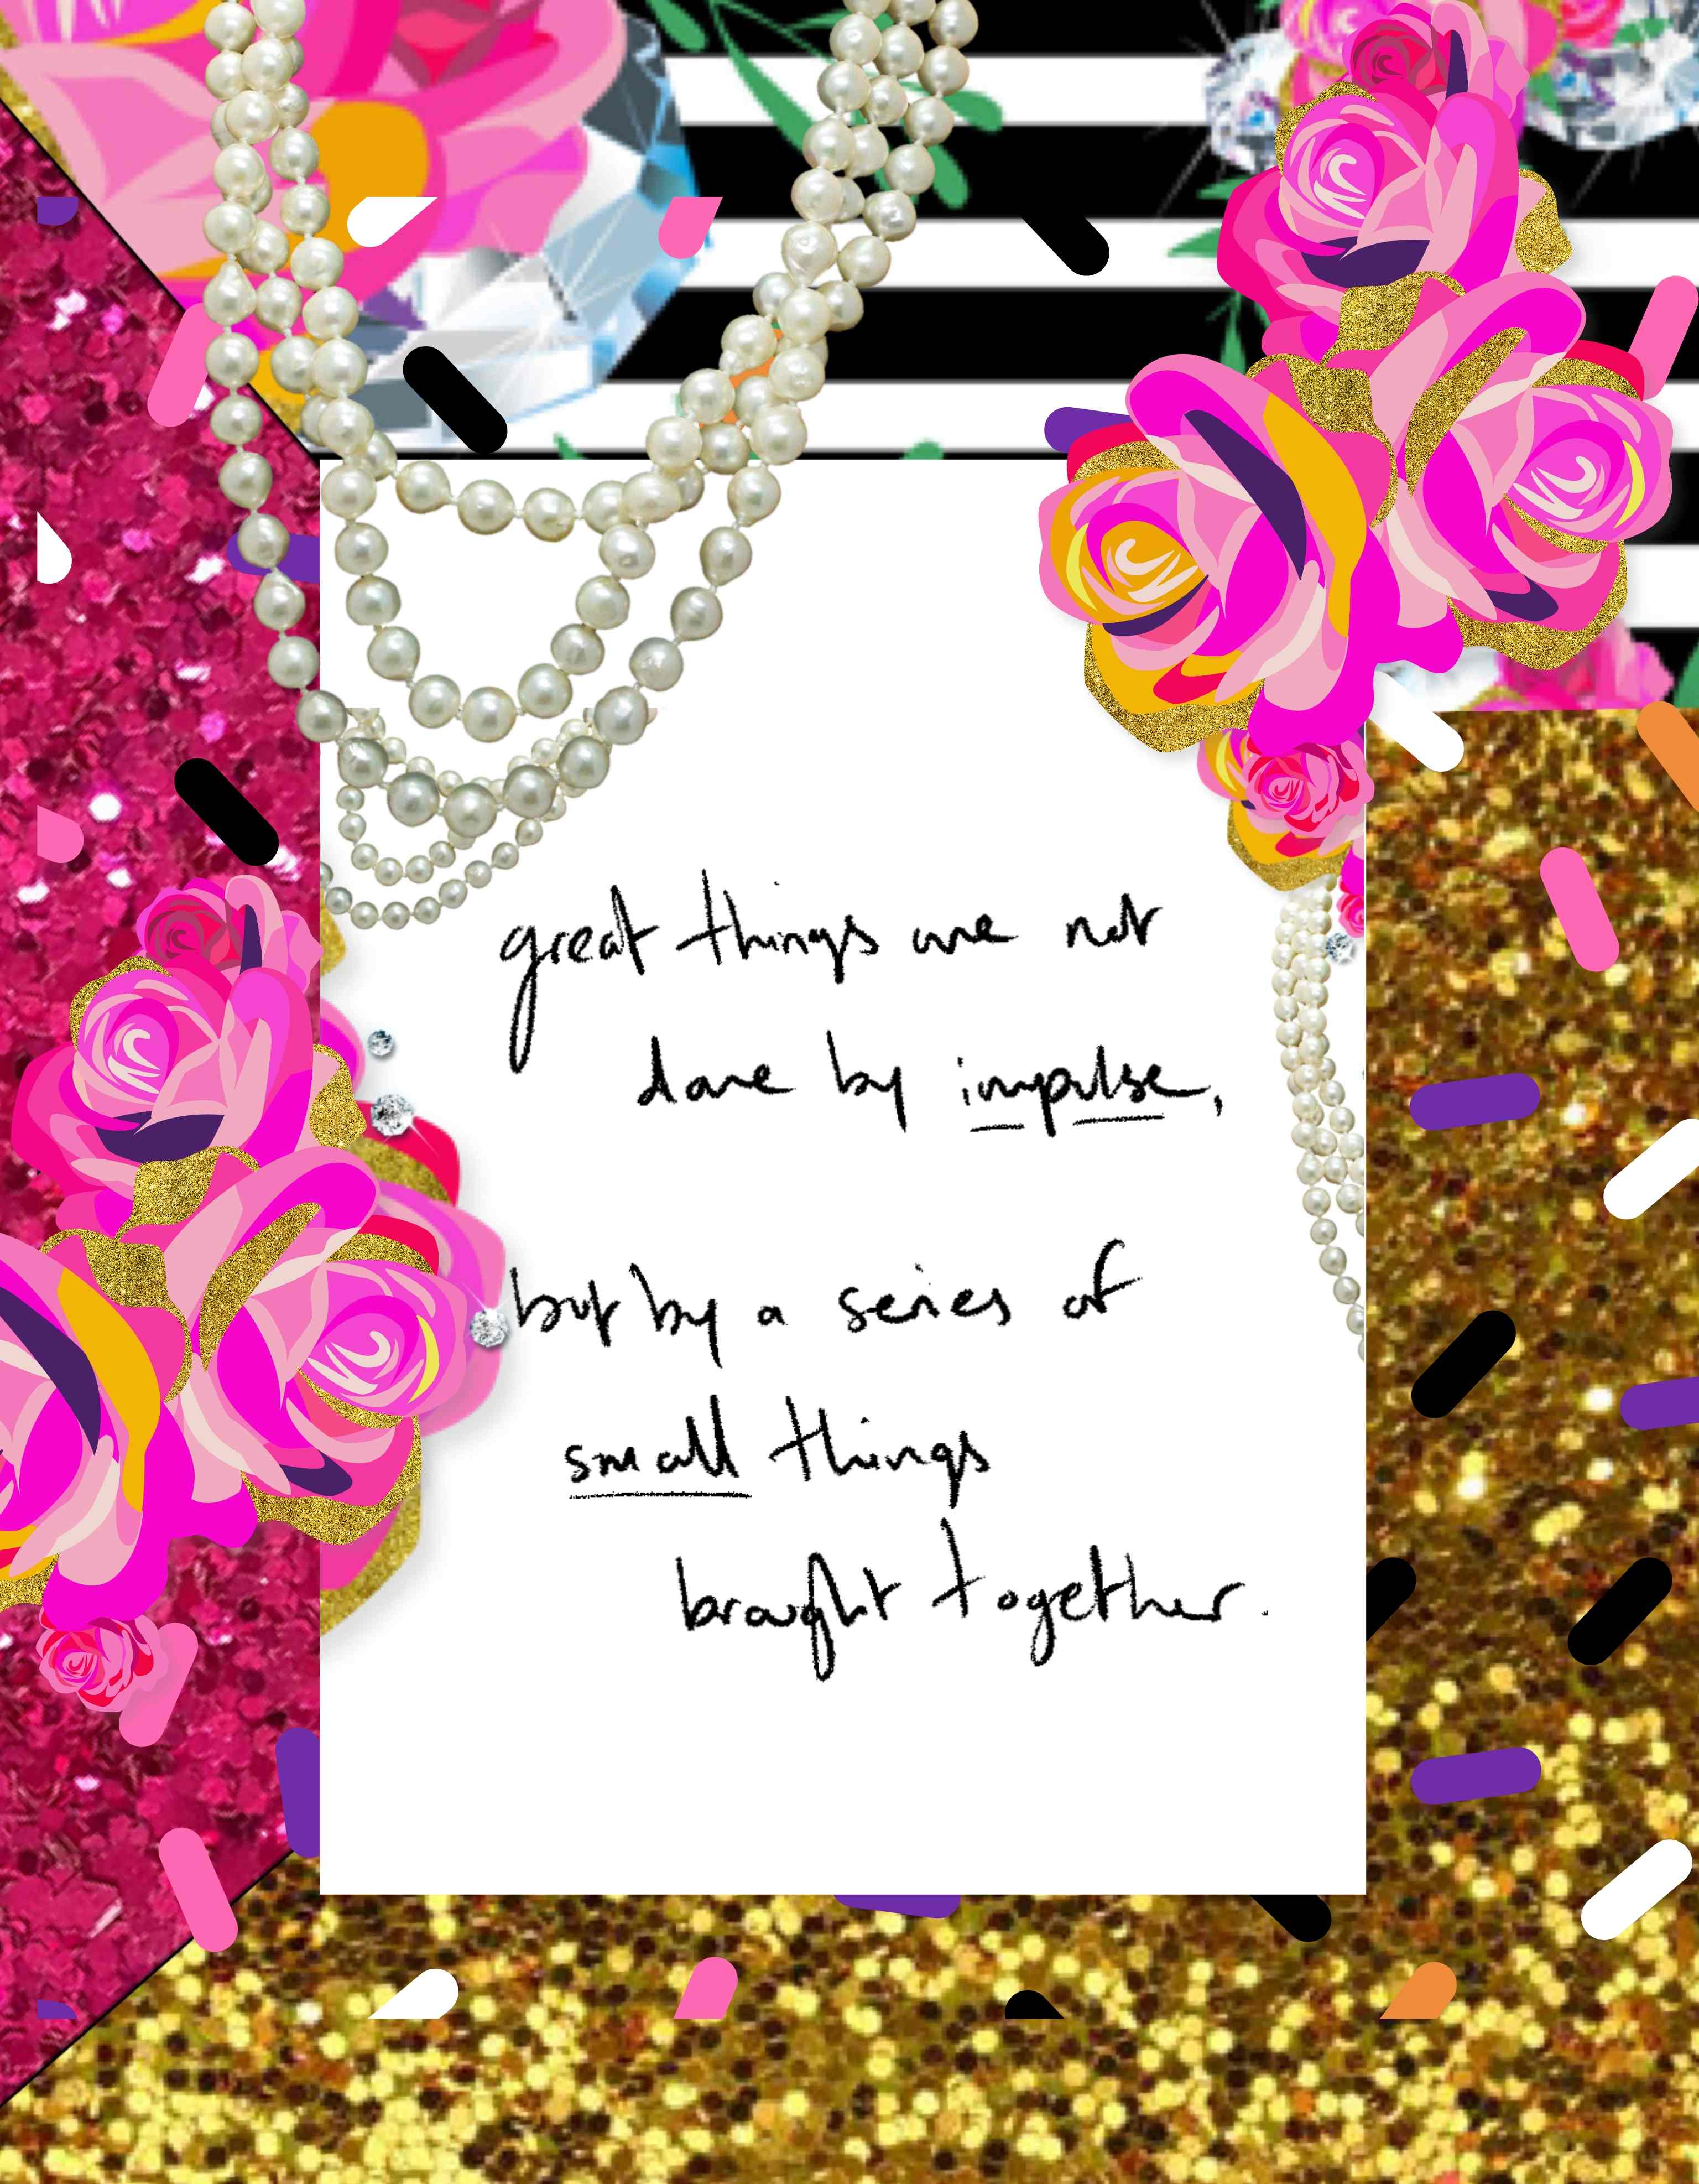 great things are not
done by impulse,
but by a series of
small things
brought together.